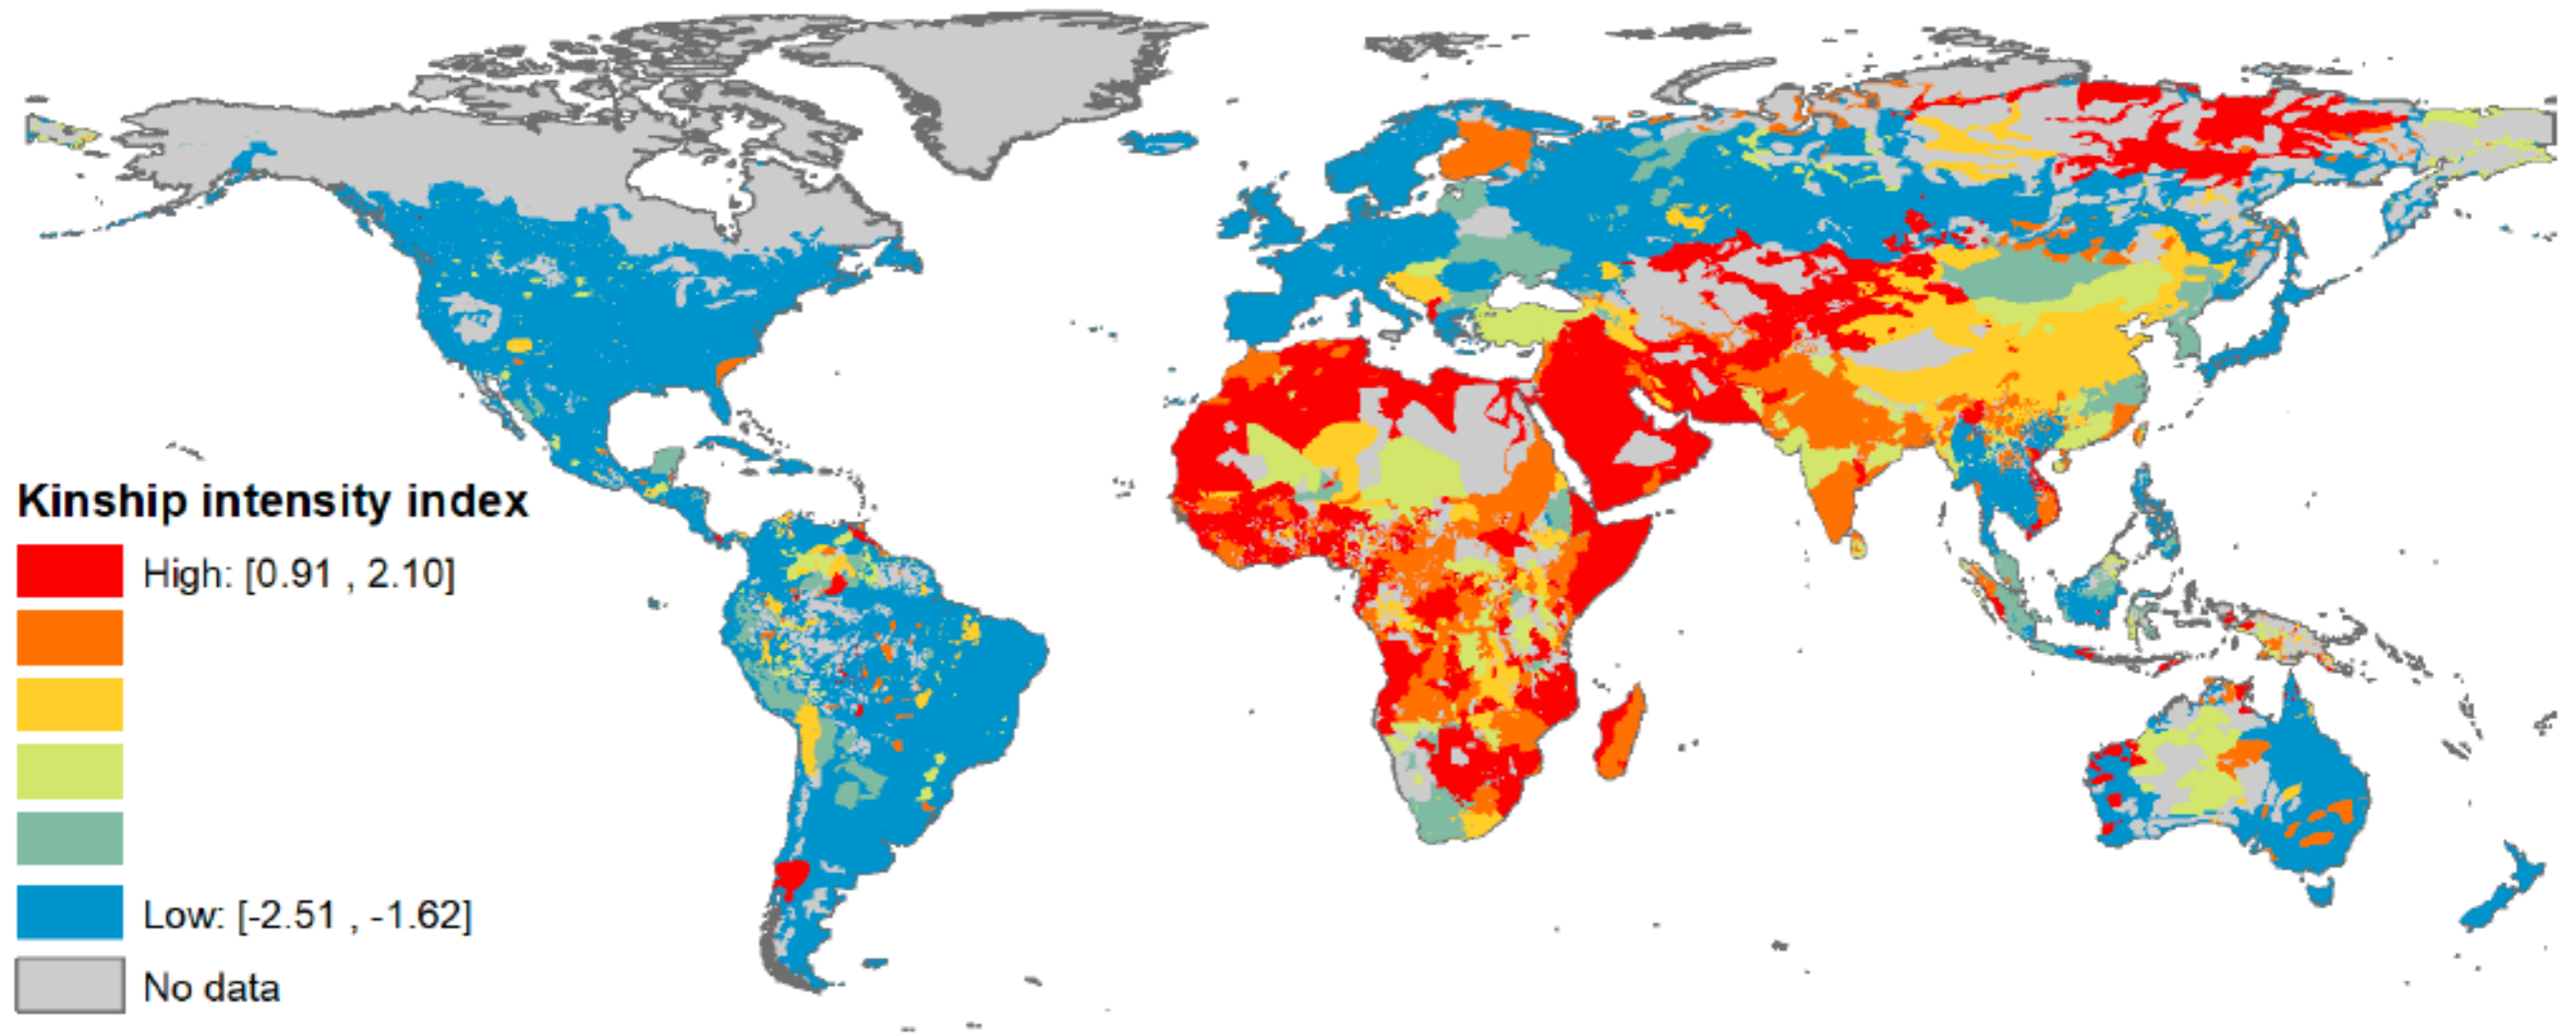 Kinship intensity index
High: [0.91 , 2.10]
Low: [-2.51 , -1.62]
No data